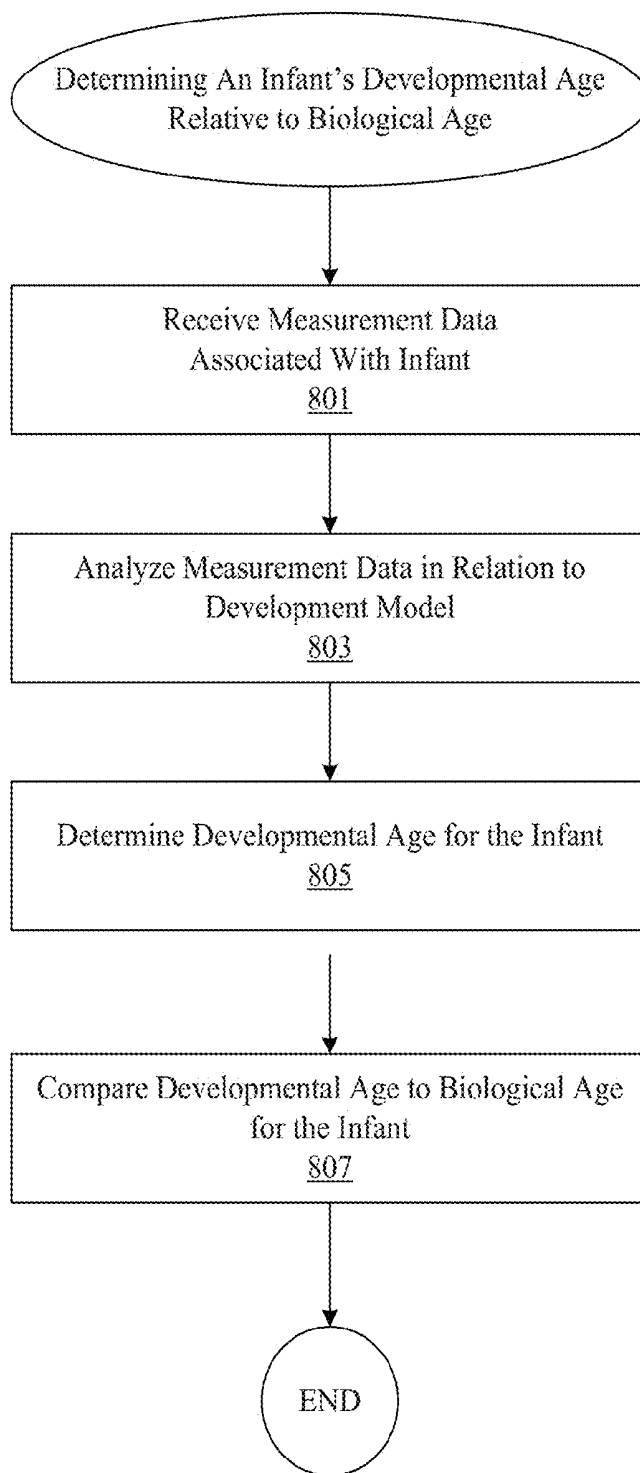 Determining An Infant's Developmental Age
Relative to Biological Age
Receive Measurement Data
Associated With Infant
801
Analyze Measurement Data in Relation to
Development Model
803
Determine Developmental Age for the Infant
805
Compare Developmental Age to Biological Age
for the Infant
807
END